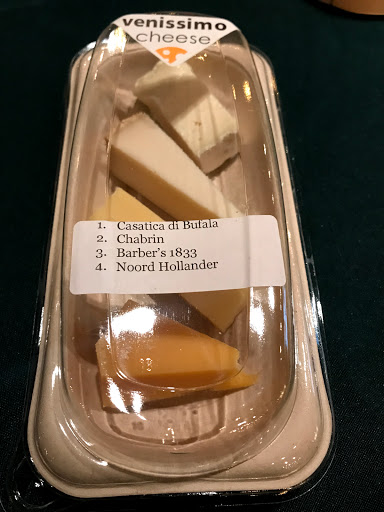 venissimo
cheese
1. Casatica di Bufala
2. Chabrin
3. Barber's 1833
4. Noord Hollander